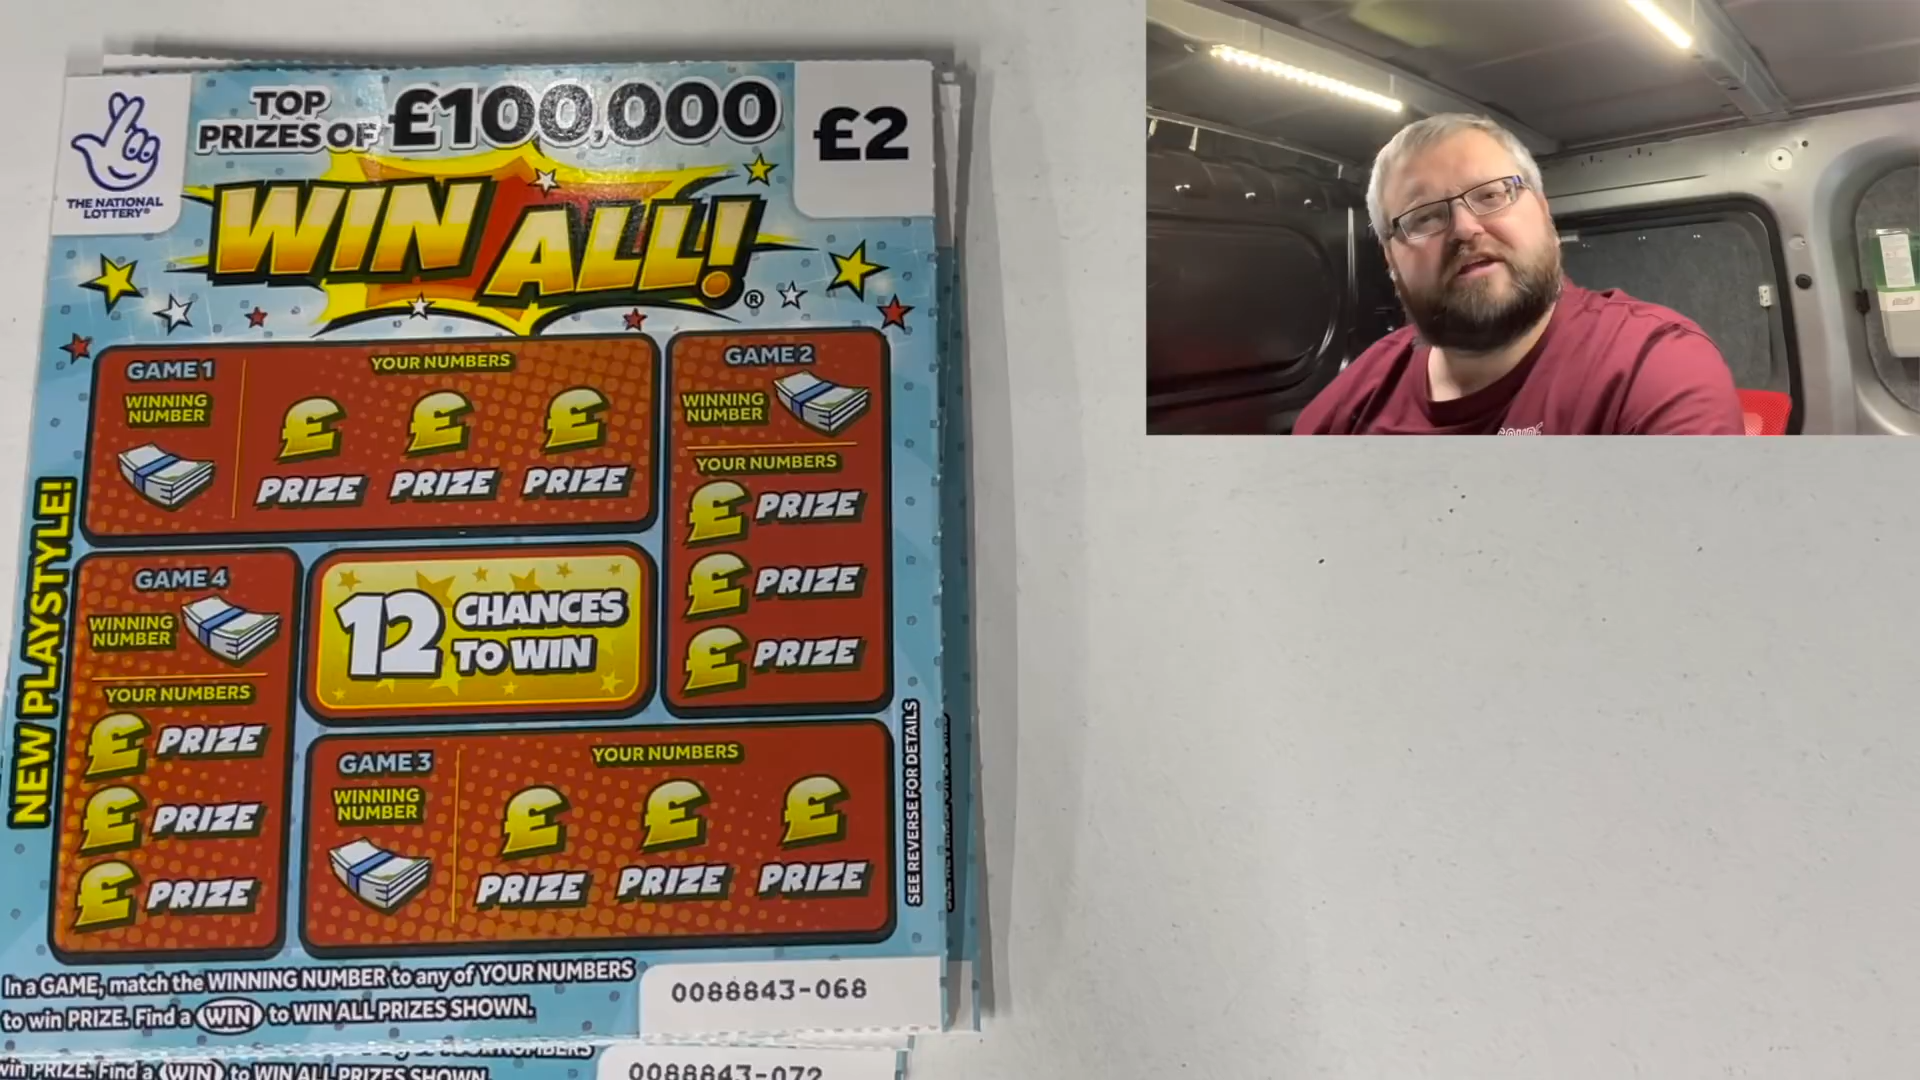 TOP
PRIZES OF £100,000
£2
THE NATIONAL
LOTTERY®
WIN ALL!®
NEW PLAYSTYLE!
GAME 1
WINNING
NUMBER
YOUR NUMBERS
£ £ £
PRIZE PRIZE PRIZE
GAME 2
WINNING
NUMBER
YOUR NUMBERS
£ PRIZE
£ PRIZE
£ PRIZE
GAME 4
WINNING
NUMBER
YOUR NUMBERS
£ PRIZE
£ PRIZE
£ PRIZE
12 CHANCES
TO WIN
GAME 3
WINNING
NUMBER
YOUR NUMBERS
£ £ £
PRIZE PRIZE PRIZE
SEE REVERSE FOR DETAILS
In a GAME, match the WINNING NUMBER to any of YOUR NUMBERS
to win PRIZE. Find a WIN to WIN ALL PRIZES SHOWN.
0088843-068
win PRIZE. Find a WIN to WIN ALL PRIZES SHOWN.
0088843-072